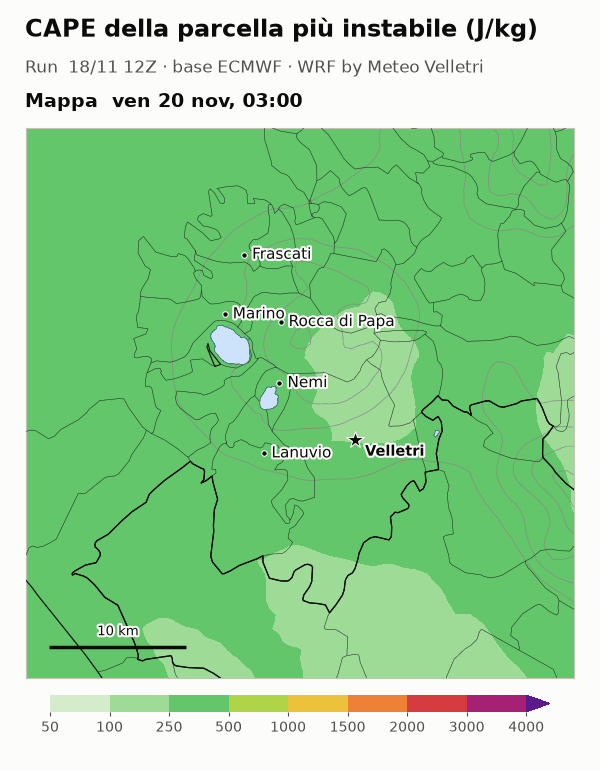 CAPE della parcella più instabile (J/kg)
Run  18/11 12Z · base ECMWF · WRF by Meteo Velletri
Mappa  ven 20 nov, 03:00
Frascati
Marino
Rocca di Papa
Nemi
Velletri
Lanuvio
10 km
50 100 250 500 1000 1500 2000 3000 4000